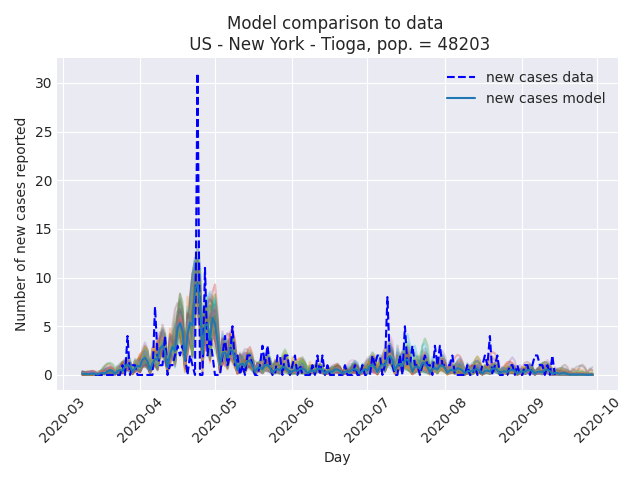 Model comparison to data
US - New York - Tioga, pop. = 48203
new cases data
new cases model
Number of new cases reported
30
25
20
15
10
5
0
2020-03
2020-04
2020-05
2020-06
2020-07
2020-08
2020-09
2020-10
Day